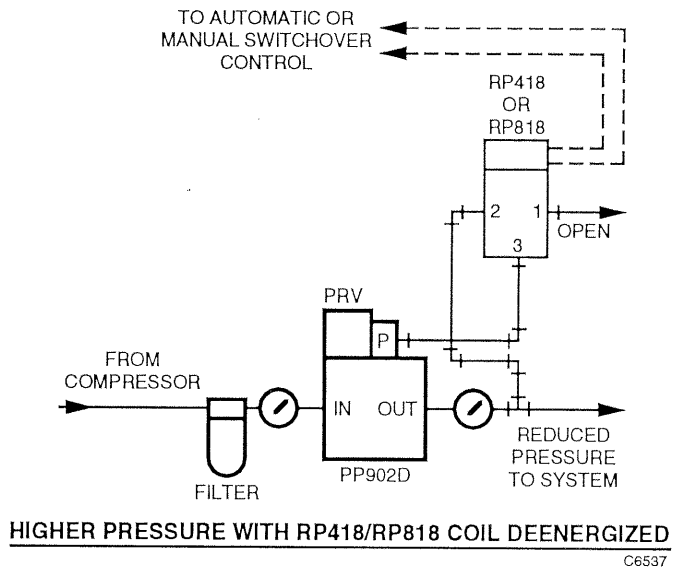 TO AUTOMATIC OR
MANUAL SWITCHOVER
CONTROL
RP418
OR
RP818
2
1
OPEN
3
PRV
P
FROM
COMPRESSOR
IN
OUT
REDUCED
PRESSURE
TO SYSTEM
PP902D
FILTER
HIGHER PRESSURE WITH RP418/RP818 COIL DEENERGIZED
C6537